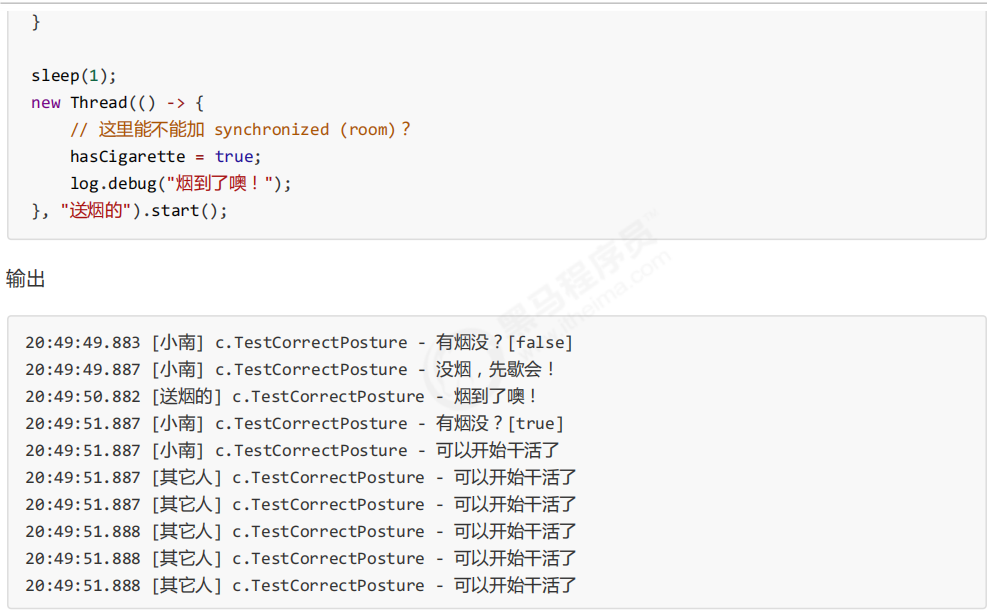 }
sleep(1);
new Thread(() -> {
// 这里能不能加 synchronized (room)？
hasCigarette = true;
log.debug("烟到了噢！");
}, "送烟的").start();
输出
20:49:49.883 [小南] c.TestCorrectPosture - 有烟没？[false]
20:49:49.887 [小南] c.TestCorrectPosture - 没烟，先歇会！
20:49:50.882 [送烟的] c.TestCorrectPosture - 烟到了噢！
20:49:51.887 [小南] c.TestCorrectPosture - 有烟没？[true]
20:49:51.887 [小南] c.TestCorrectPosture - 可以开始干活了
20:49:51.887 [其它人] c.TestCorrectPosture - 可以开始干活了
20:49:51.887 [其它人] c.TestCorrectPosture - 可以开始干活了
20:49:51.888 [其它人] c.TestCorrectPosture - 可以开始干活了
20:49:51.888 [其它人] c.TestCorrectPosture - 可以开始干活了
20:49:51.888 [其它人] c.TestCorrectPosture - 可以开始干活了
黑马程序员
www.itheima.com